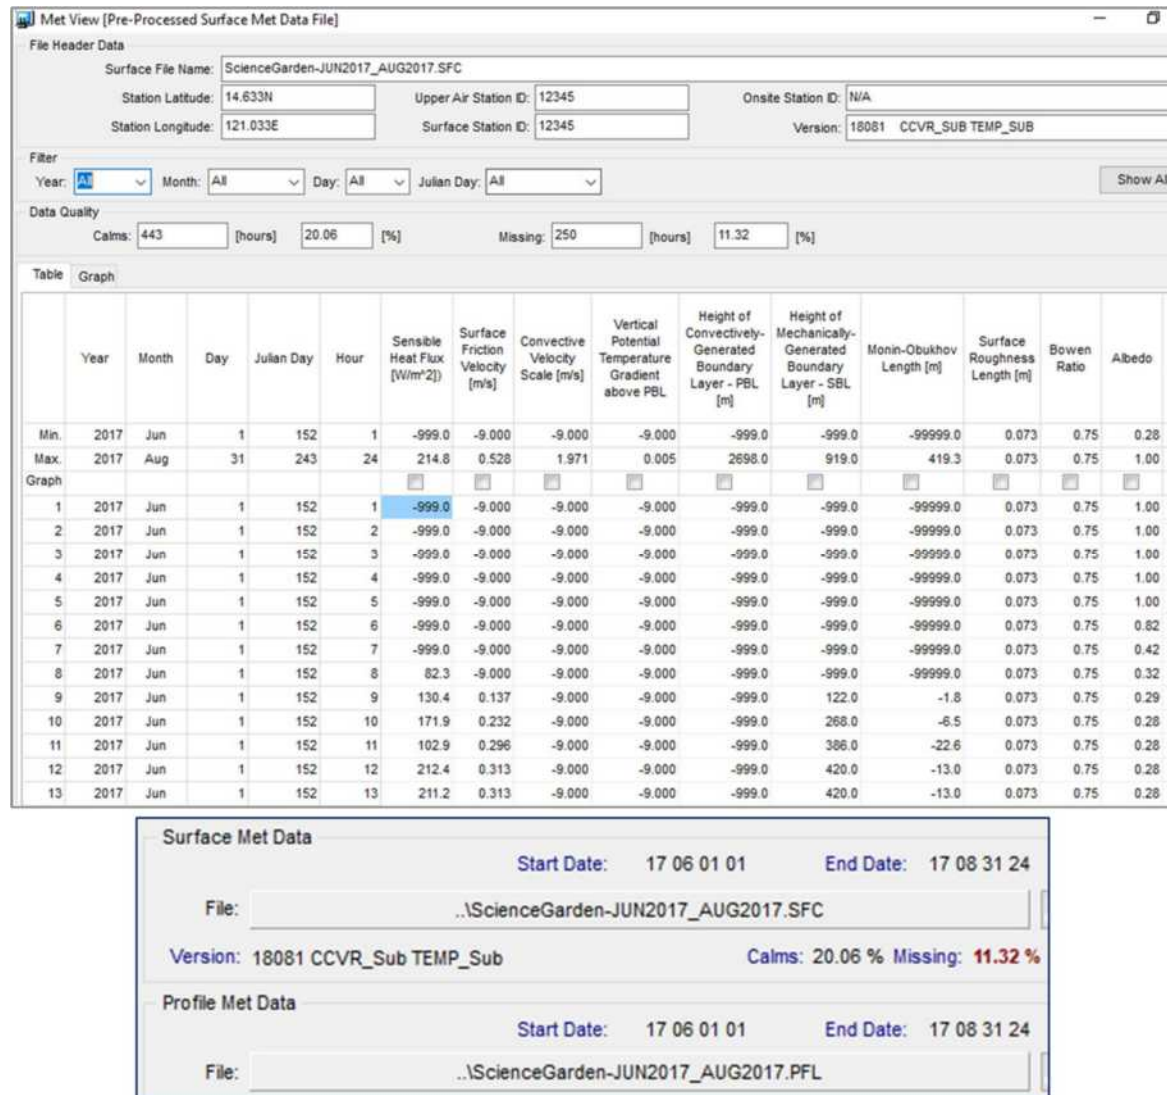 Met View [Pre-Processed Surface Met Data File]
File Header Data
Surface File Name: ScienceGarden-JUN2017_AUG2017.SFC
Station Latitude: 14.633N Upper Air Station ID: 12345 Onsite Station ID: N/A
Station Longitude: 121.033E Surface Station ID: 12345 Version: 18081 CCVR_SUB TEMP_SUB
Filter
Year: All Month: All Day: All Julian Day: All Show Al
Data Quality
Calms: 443 [hours] 20.06 [%] Missing: 250 [hours] 11.32 [%]
Table Graph
Year Month Day Julian Day Hour Sensible Heat Flux [W/m^2]) Surface Friction Velocity [m/s] Convective Velocity Scale [m/s] Vertical Potential Temperature Gradient above PBL Height of Convectively-Generated Boundary Layer - PBL [m] Height of Mechanically-Generated Boundary Layer - SBL [m] Monin-Obukhov Length [m] Surface Roughness Length [m] Bowen Ratio Albedo
Min. 2017 Jun 1 152 1 -999.0 -9.000 -9.000 -9.000 -999.0 -999.0 -99999.0 0.073 0.75 0.28
Max. 2017 Aug 31 243 24 214.8 0.528 1.971 0.005 2698.0 919.0 419.3 0.073 0.75 1.00
Graph
1 2017 Jun 1 152 1 -999.0 -9.000 -9.000 -9.000 -999.0 -999.0 -99999.0 0.073 0.75 1.00
2 2017 Jun 1 152 2 -999.0 -9.000 -9.000 -9.000 -999.0 -999.0 -99999.0 0.073 0.75 1.00
3 2017 Jun 1 152 3 -999.0 -9.000 -9.000 -9.000 -999.0 -999.0 -99999.0 0.073 0.75 1.00
4 2017 Jun 1 152 4 -999.0 -9.000 -9.000 -9.000 -999.0 -999.0 -99999.0 0.073 0.75 1.00
5 2017 Jun 1 152 5 -999.0 -9.000 -9.000 -9.000 -999.0 -999.0 -99999.0 0.073 0.75 1.00
6 2017 Jun 1 152 6 -999.0 -9.000 -9.000 -9.000 -999.0 -999.0 -99999.0 0.073 0.75 0.82
7 2017 Jun 1 152 7 -999.0 -9.000 -9.000 -9.000 -999.0 -999.0 -99999.0 0.073 0.75 0.42
8 2017 Jun 1 152 8 82.3 -9.000 -9.000 -9.000 -999.0 -999.0 -99999.0 0.073 0.75 0.32
9 2017 Jun 1 152 9 130.4 0.137 -9.000 -9.000 -999.0 122.0 -1.8 0.073 0.75 0.29
10 2017 Jun 1 152 10 171.9 0.232 -9.000 -9.000 -999.0 268.0 -6.5 0.073 0.75 0.28
11 2017 Jun 1 152 11 102.9 0.296 -9.000 -9.000 -999.0 386.0 -22.6 0.073 0.75 0.28
12 2017 Jun 1 152 12 212.4 0.313 -9.000 -9.000 -999.0 420.0 -13.0 0.073 0.75 0.28
13 2017 Jun 1 152 13 211.2 0.313 -9.000 -9.000 -999.0 420.0 -13.0 0.073 0.75 0.28
Surface Met Data
Start Date: 17 06 01 01 End Date: 17 08 31 24
File: ..\ScienceGarden-JUN2017_AUG2017.SFC
Version: 18081 CCVR_Sub TEMP_Sub Calms: 20.06 % Missing: 11.32 %
Profile Met Data
Start Date: 17 06 01 01 End Date: 17 08 31 24
File: ..\ScienceGarden-JUN2017_AUG2017.PFL